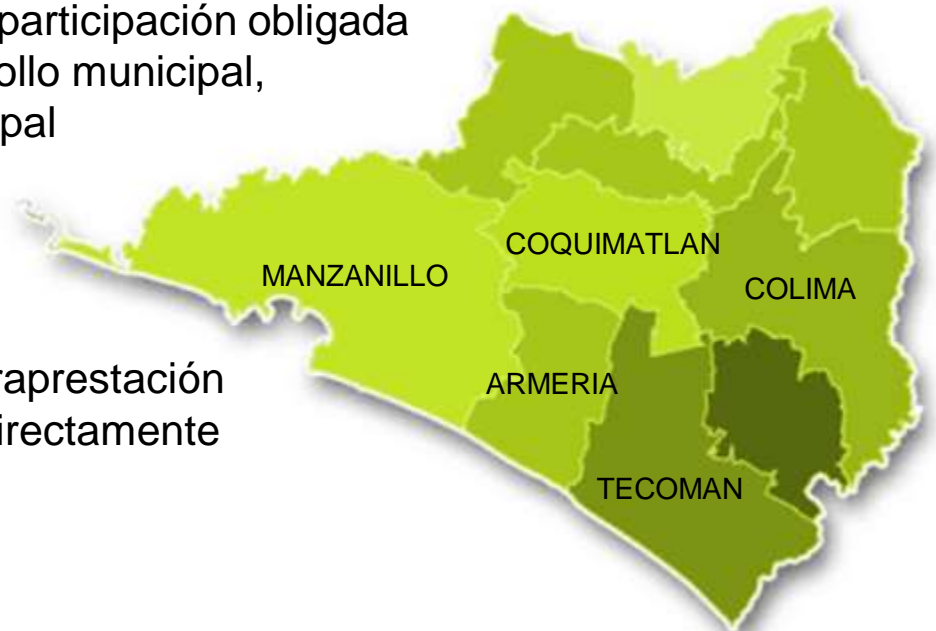 participación obligada
ollo municipal,
pal
COQUIMATLAN
MANZANILLO
COLIMA
raprestación
ARMERIA
irectamente
TECOMAN